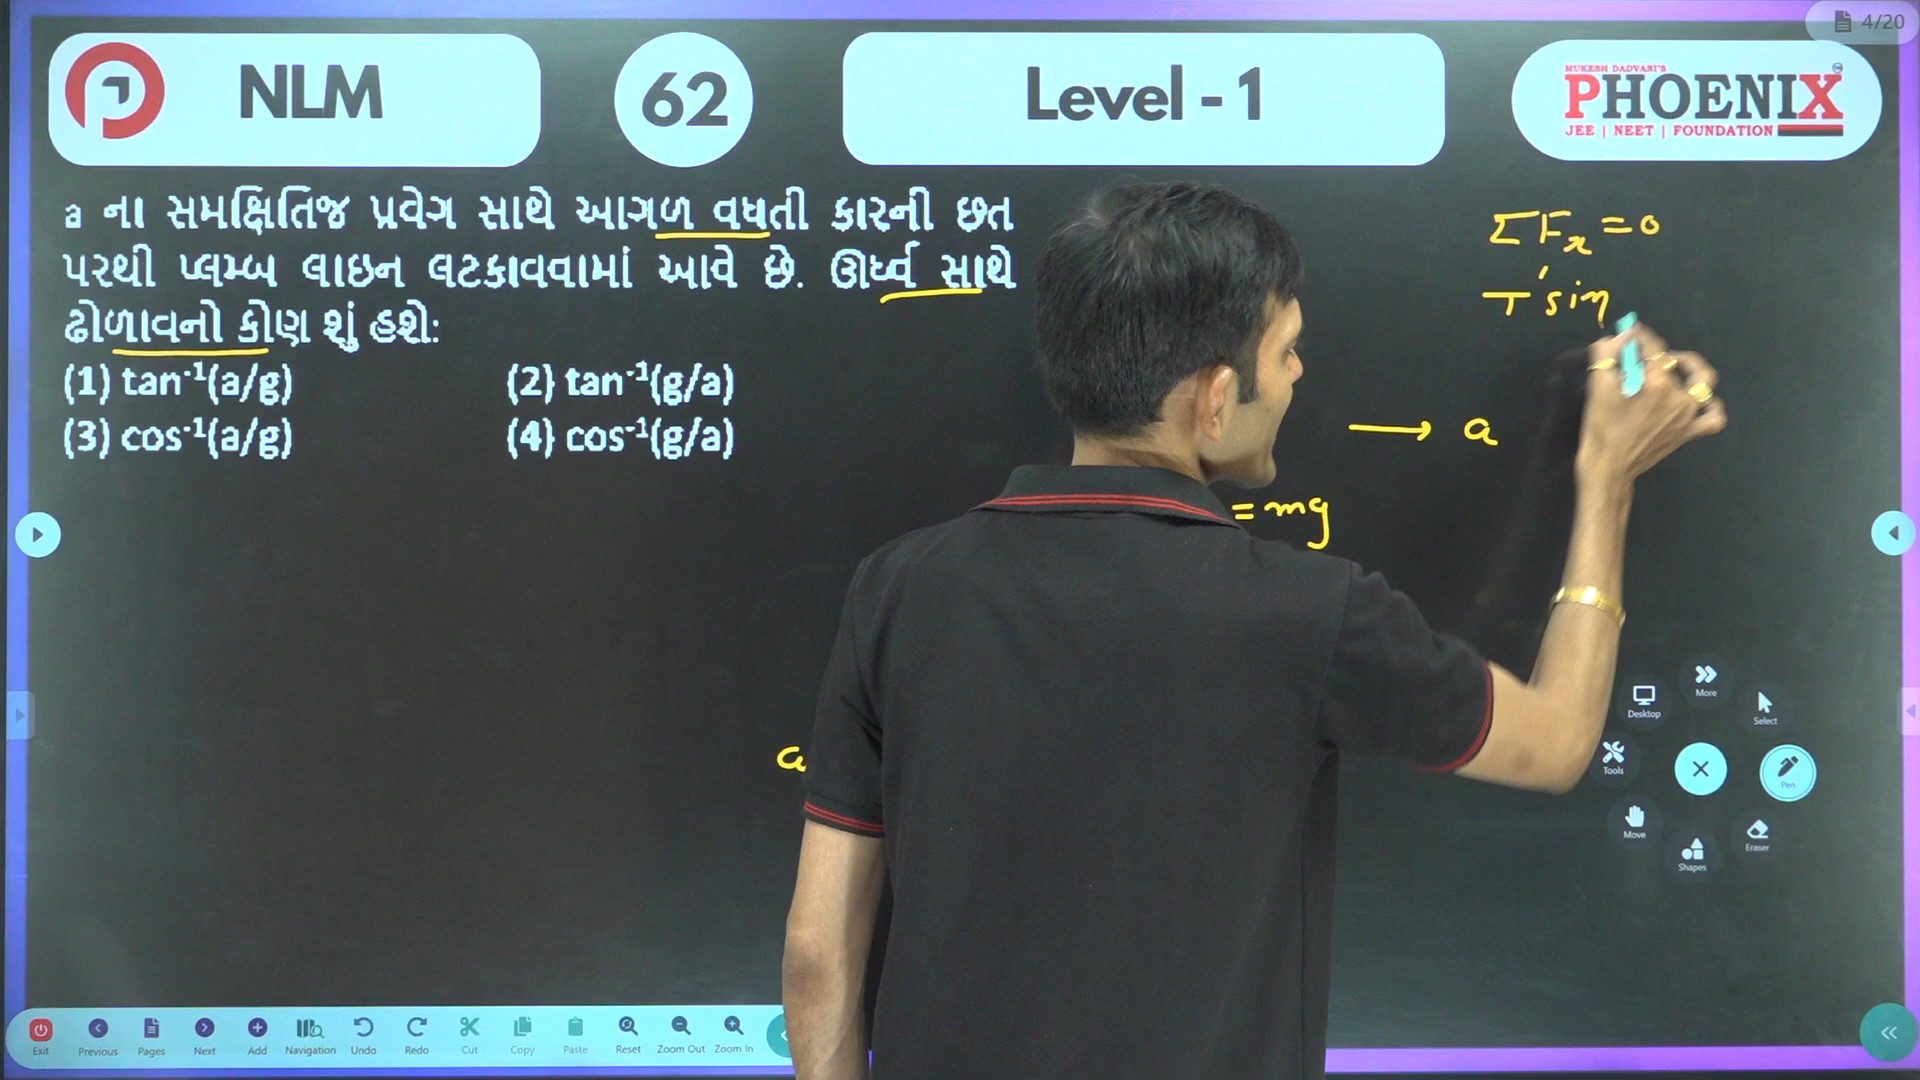 4/20
NLM
62
Level - 1
MUKESH DADVANI'S
PHOENIX
JEE | NEET | FOUNDATION
a ના સમક્ષિતિજ પ્રવેગ સાથે આગળ વધતી કારની છત
પરથી પ્લમ્બ લાઇન લટકાવવામાં આવે છે. ઊર્ધ્વ સાથે
ઢોળાવનો કોણ શું હશે:
(1) tan⁻¹(a/g) (2) tan⁻¹(g/a)
(3) cos⁻¹(a/g) (4) cos⁻¹(g/a)
ΣFx = 0
T' sin
→ a
= mg
a
More
Desktop
Select
Tools
Pen
Move
Eraser
Shapes
Exit Previous Pages Next Add Navigation Undo Redo Cut Copy Paste Reset Zoom Out Zoom In